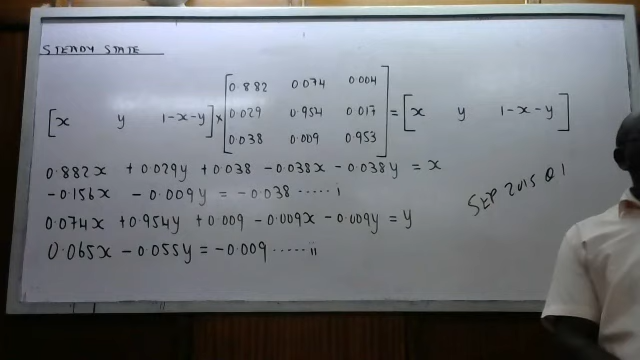 STEADY STATE
[x y 1-x-y] × [0.882 0.074 0.004
0.029 0.954 0.017
0.038 0.009 0.953] = [x y 1-x-y]
0.882x + 0.029y + 0.038 - 0.038x - 0.038y = x
-0.156x - 0.009y = -0.038 ..... i
SEP 2015 Q1
0.074x + 0.954y + 0.009 - 0.009x - 0.009y = y
0.065x - 0.055y = -0.009 ..... ii